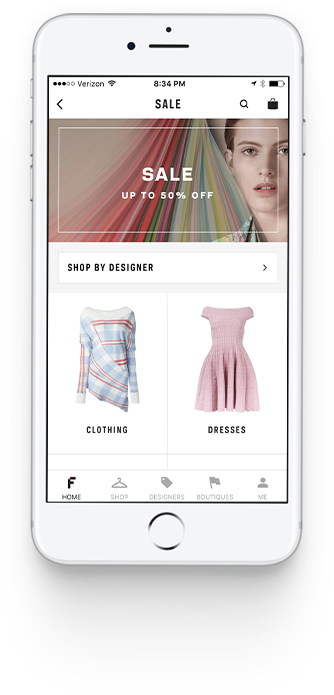 Verizon 8:34 PM
SALE
SALE
UP TO 50% OFF
SHOP BY DESIGNER
CLOTHING DRESSES
F
HOME SHOP DESIGNERS BOUTIQUES ME